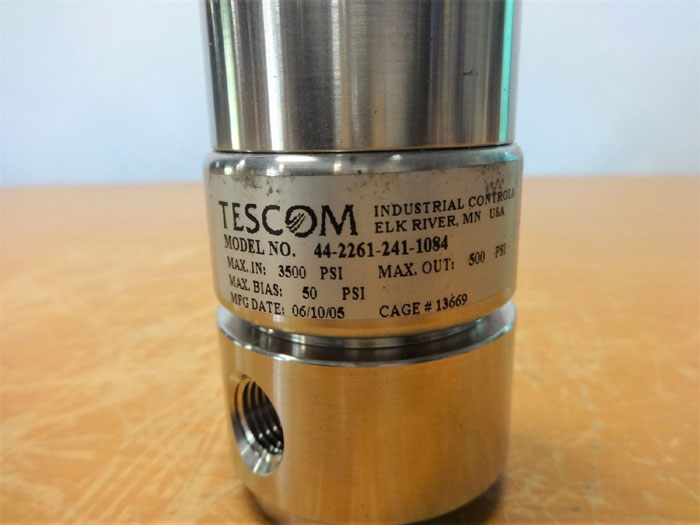 TESCOM INDUSTRIAL CONTROLS
ELK RIVER, MN USA
MODEL NO. 44-2261-241-1084
MAX. IN: 3500 PSI MAX. OUT: 500 PSI
MAX. BIAS: 50 PSI
MFG DATE: 06/10/05 CAGE # 13669